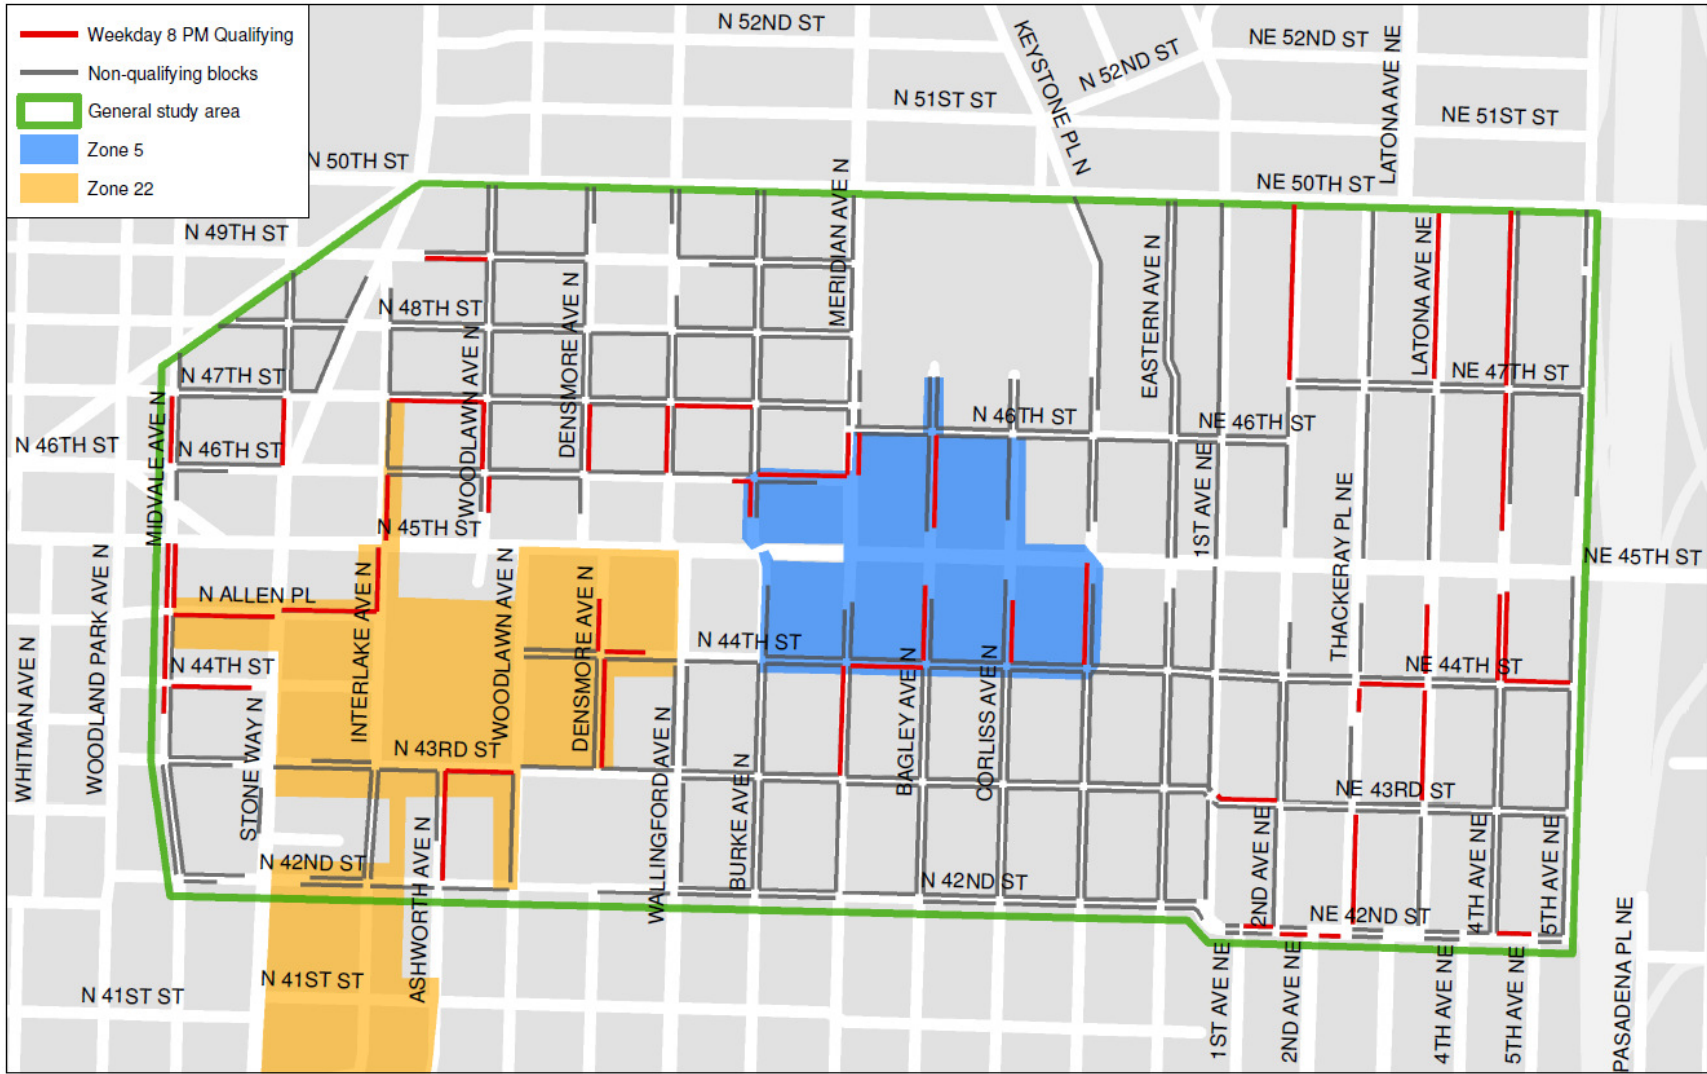 Weekday 8 PM Qualifying
Non-qualifying blocks
General study area
Zone 5
Zone 22
N 52ND ST
KEYSTONE PL N
N 52ND ST
NE 52ND ST
LATONA AVE NE
N 51ST ST
NE 51ST ST
N 50TH ST
NE 50TH ST
MERIDIAN AVE N
N 49TH ST
EASTERN AVE N
LATONA AVE NE
N 48TH ST
DENSMORE AVE N
WOODLAWN AVE N
N 47TH ST
NE 47TH ST
MIDVALE AVE N
N 46TH ST
N 46TH ST
N 46TH ST
NE 46TH ST
1ST AVE NE
THACKERAY PL NE
N 45TH ST
NE 45TH ST
WOODLAND PARK AVE N
INTERLAKE AVE N
WOODLAWN AVE N
DENSMORE AVE N
N ALLEN PL
WHITMAN AVE N
N 44TH ST
N 44TH ST
NE 44TH ST
STONE WAY N
WALLINGFORD AVE N
BAGLEY AVE N
CORLISS AVE N
N 43RD ST
NE 43RD ST
BURKE AVE N
ASHWORTH AVE N
2ND AVE NE
4TH AVE NE
5TH AVE NE
N 42ND ST
N 42ND ST
NE 42ND ST
PASADENA PL NE
N 41ST ST
N 41ST ST
1ST AVE NE
2ND AVE NE
4TH AVE NE
5TH AVE NE